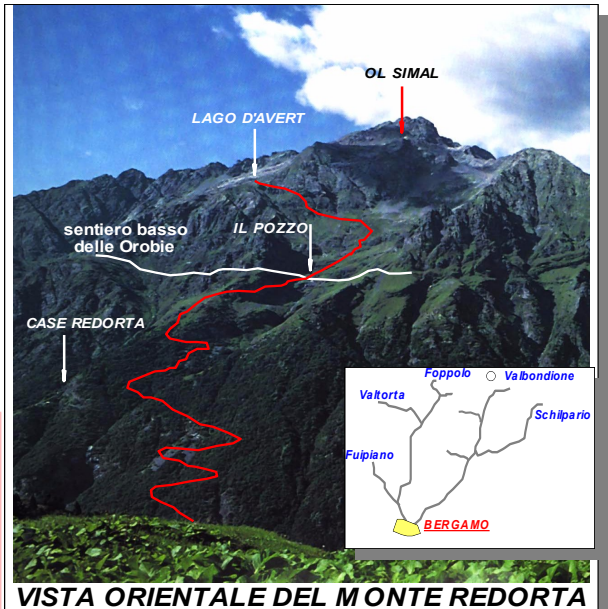 OL SIMAL
LAGO D'AVERT
IL POZZO
sentiero basso
delle Orobie
CASE REDORTA
Foppolo
Valbondione
Valtorta
Schilpario
Fuipiano
BERGAMO
VISTA ORIENTALE DEL MONTE REDORTA